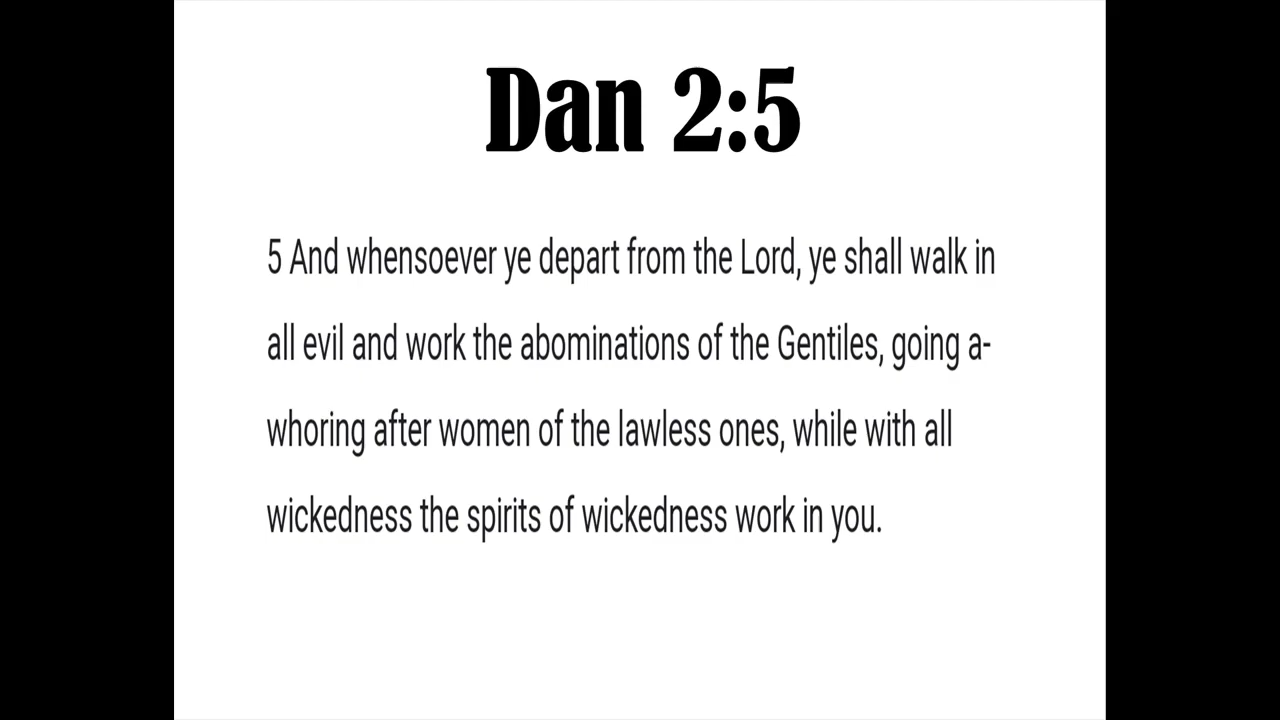 Dan 2:5
5 And whensoever ye depart from the Lord, ye shall walk in
all evil and work the abominations of the Gentiles, going a-
whoring after women of the lawless ones, while with all
wickedness the spirits of wickedness work in you.